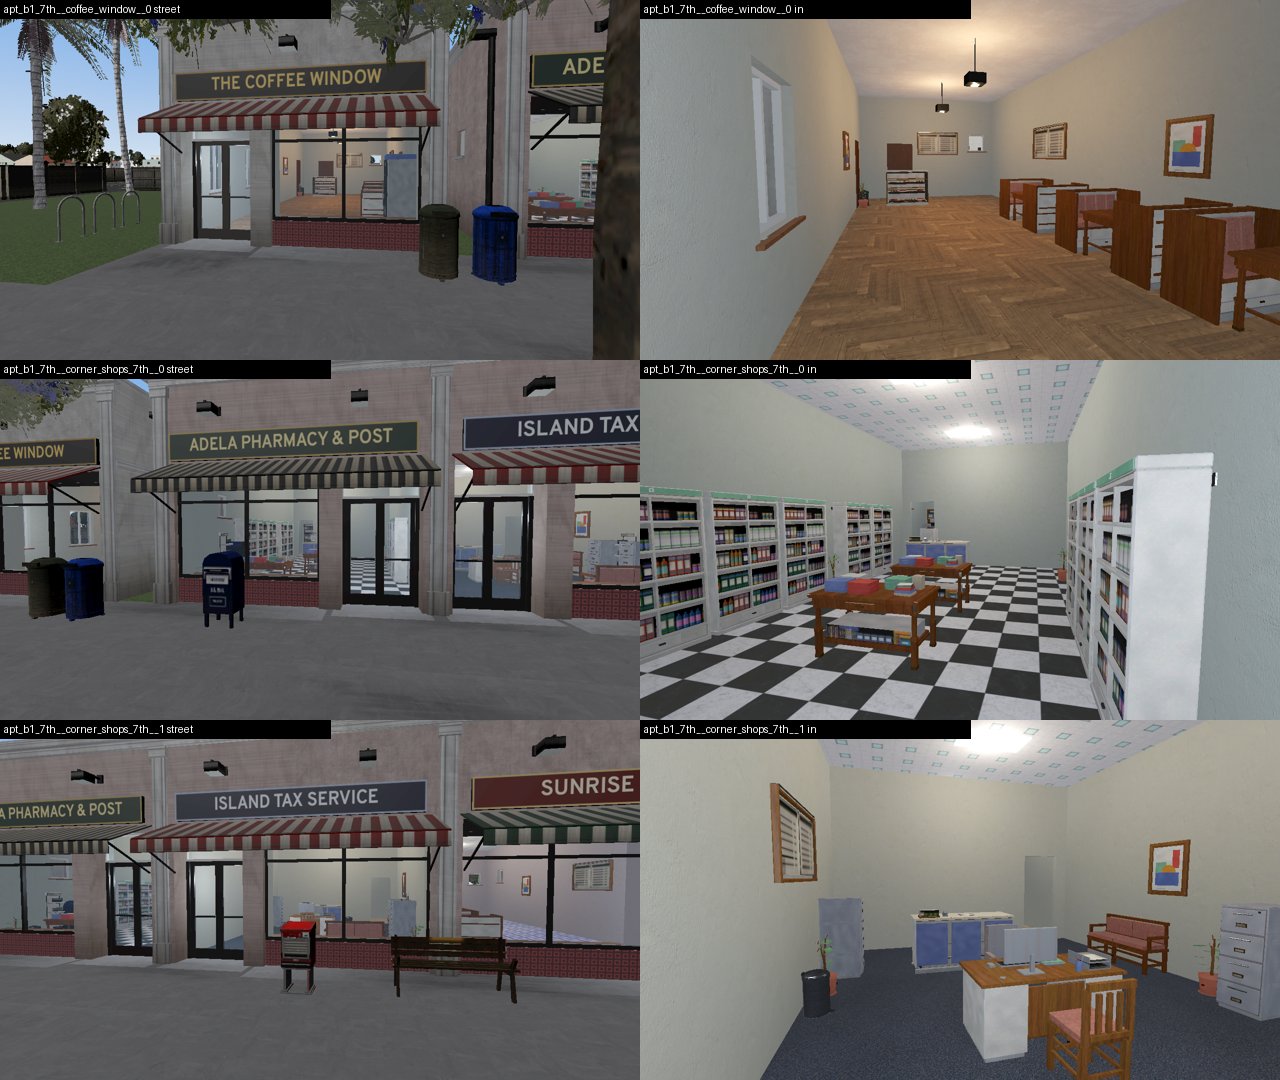 apt_b1_7th__coffee_window__0 street
THE COFFEE WINDOW
ADE
apt_b1_7th__coffee_window__0 in
apt_b1_7th__corner_shops_7th__0 street
EE WINDOW
ADELA PHARMACY & POST
ISLAND TAX
apt_b1_7th__corner_shops_7th__0 in
apt_b1_7th__corner_shops_7th__1 street
A PHARMACY & POST
ISLAND TAX SERVICE
SUNRISE
apt_b1_7th__corner_shops_7th__1 in